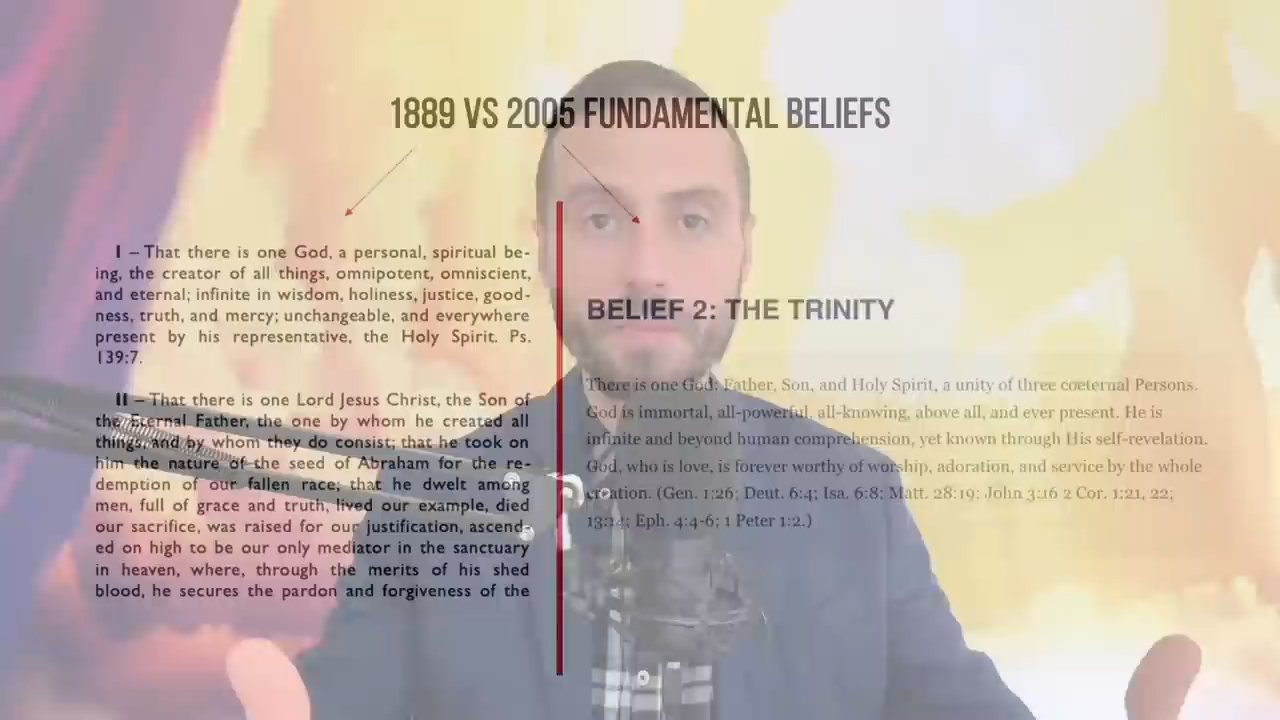 1889 VS 2005 FUNDAMENTAL BELIEFS
I – That there is one God, a personal, spiritual be-
ing, the creator of all things, omnipotent, omniscient,
and eternal; infinite in wisdom, holiness, justice, good-
ness, truth, and mercy; unchangeable, and everywhere
present by his representative, the Holy Spirit. Ps.
139:7.
II – That there is one Lord Jesus Christ, the Son of
the Eternal Father, the one by whom he created all
things, and by whom they do consist; that he took on
him the nature of the seed of Abraham for the re-
demption of our fallen race; that he dwelt among
men, full of grace and truth, lived our example, died
our sacrifice, was raised for our justification, ascend-
ed on high to be our only mediator in the sanctuary
in heaven, where, through the merits of his shed
blood, he secures the pardon and forgiveness of the
BELIEF 2: THE TRINITY
There is one God: Father, Son, and Holy Spirit, a unity of three coeternal Persons.
God is immortal, all-powerful, all-knowing, above all, and ever present. He is
infinite and beyond human comprehension, yet known through His self-revelation.
God, who is love, is forever worthy of worship, adoration, and service by the whole
creation. (Gen. 1:26; Deut. 6:4; Isa. 6:8; Matt. 28:19; John 3:16 2 Cor. 1:21, 22;
13:14; Eph. 4:4-6; 1 Peter 1:2.)